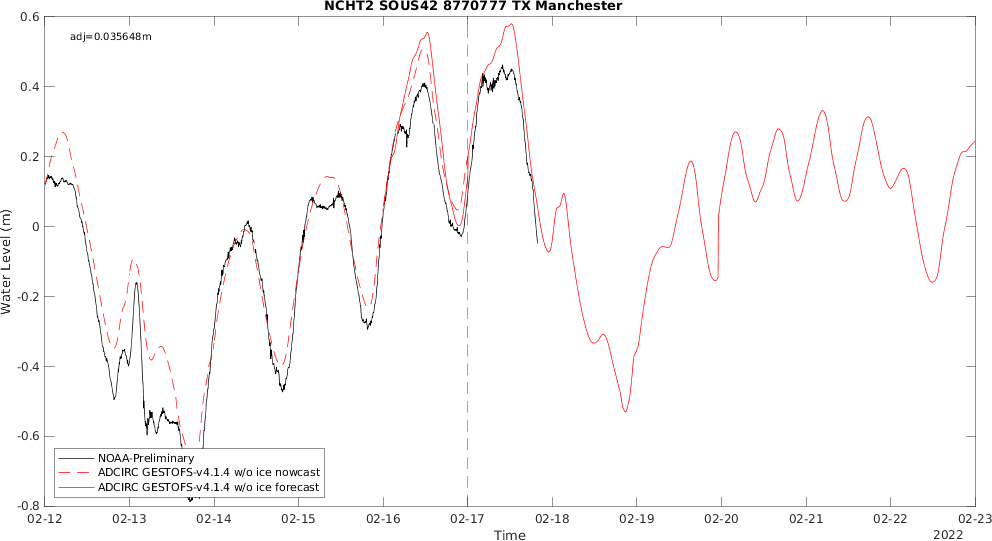 NCHT2 SOUS42 8770777 TX Manchester
adj=0.035648m
Water Level (m)
0.6
0.4
0.2
0
-0.2
-0.4
-0.6
-0.8
NOAA-Preliminary
ADCIRC GESTOFS-v4.1.4 w/o ice nowcast
ADCIRC GESTOFS-v4.1.4 w/o ice forecast
02-12 02-13 02-14 02-15 02-16 02-17 02-18 02-19 02-20 02-21 02-22 02-23
Time
2022